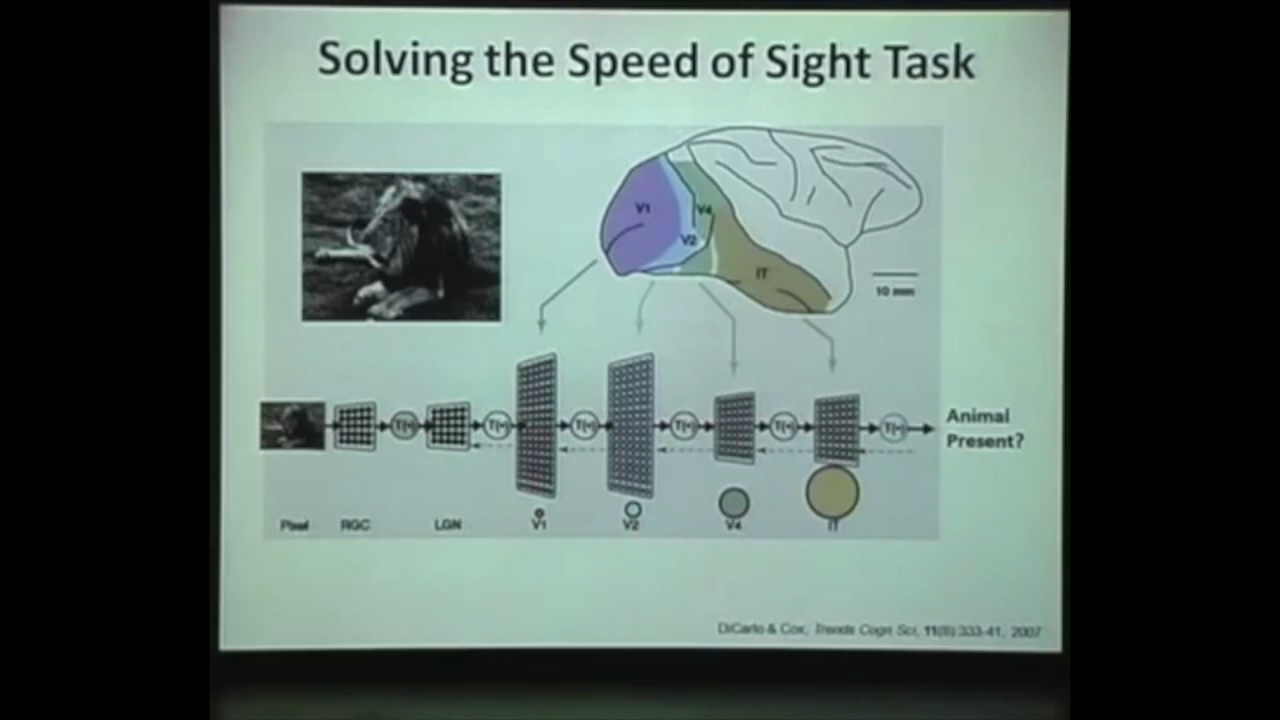 Solving the Speed of Sight Task
V1
V4
V2
IT
10 mm
T(•) T(•) T(•) T(•) T(•) T(•)
Animal
Present?
Pixel RGC LGN V1 V2 V4 IT
DiCarlo & Cox, Trends Cogn Sci, 11(8):333-41, 2007